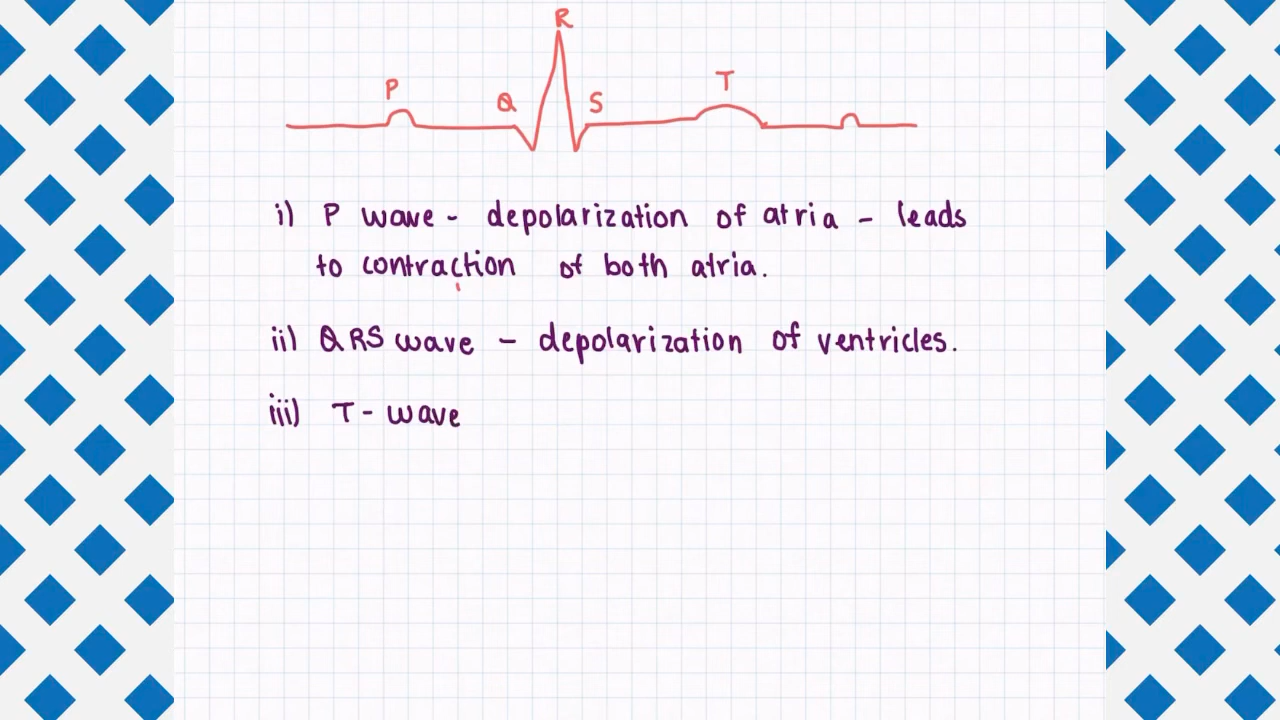 R
P
Q
S
T
i) P wave - depolarization of atria - leads
to contraction of both atria.
ii) QRS wave - depolarization of ventricles.
iii) T - wave